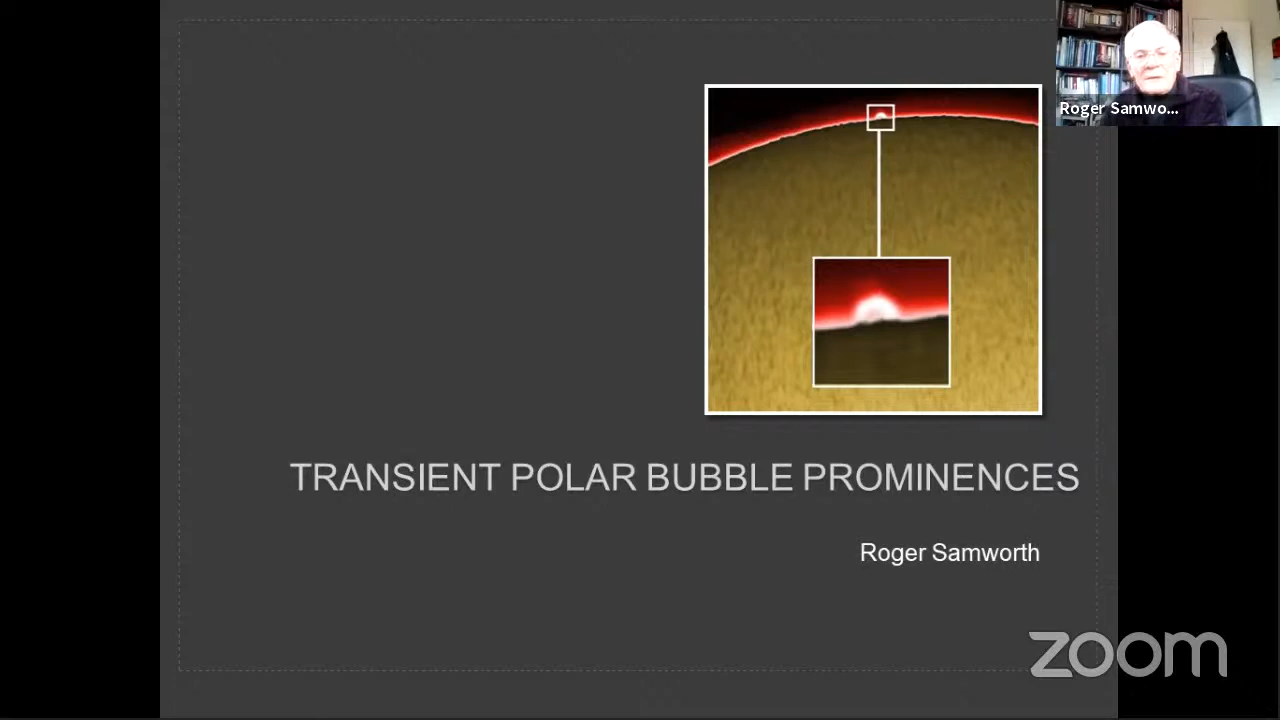 Roger Samwo...
TRANSIENT POLAR BUBBLE PROMINENCES
Roger Samworth
zoom